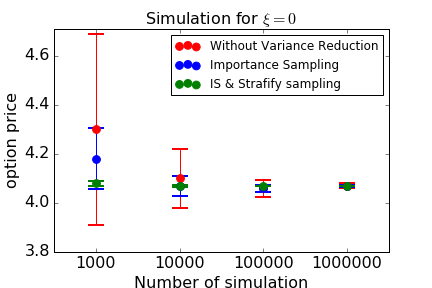 Simulation for ξ = 0
option price
4.6
4.4
4.2
4.0
3.8
Without Variance Reduction
Importance Sampling
IS & Strafify sampling
1000 10000 100000 1000000
Number of simulation